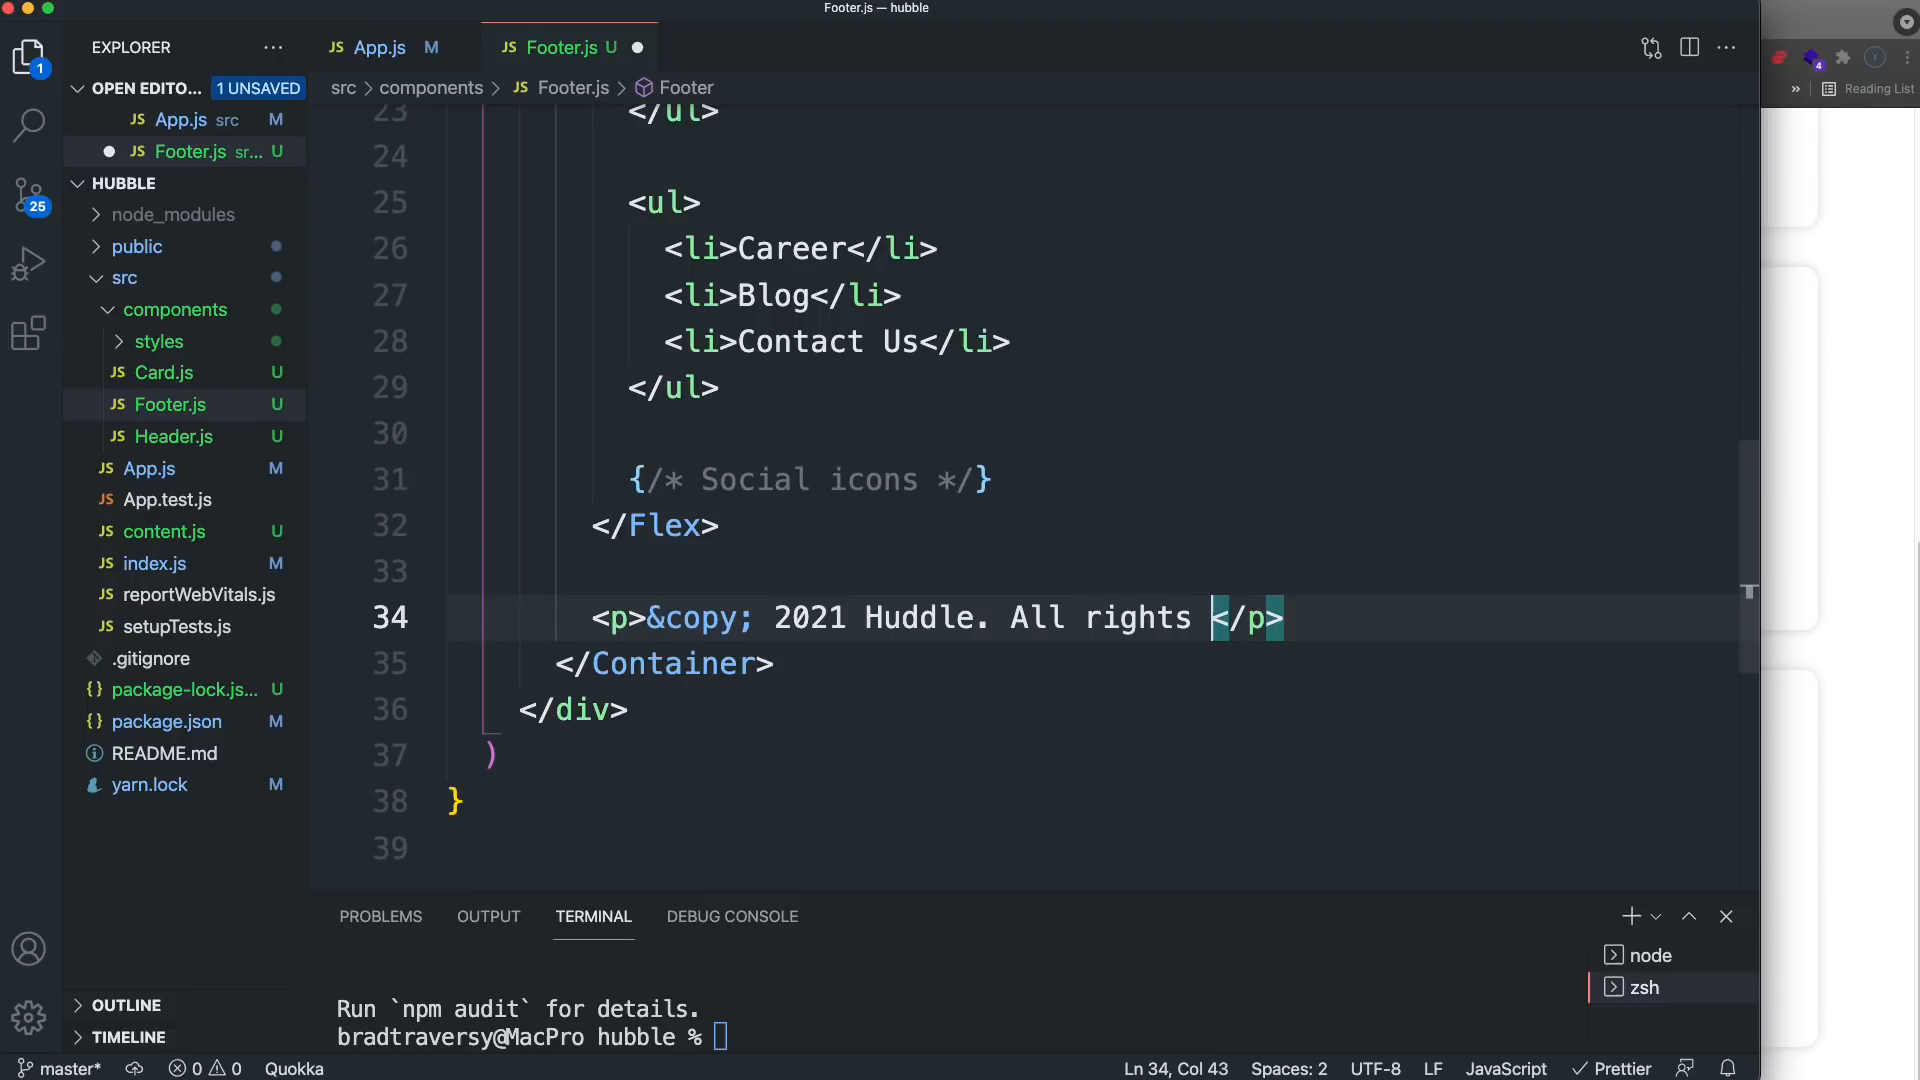 Footer.js — hubble
EXPLORER ···
JS App.js M
JS Footer.js U
OPEN EDITO... 1 UNSAVED
src > components > JS Footer.js > Footer
JS App.js src M
JS Footer.js sr... U
HUBBLE
node_modules
public
src
components
styles
JS Card.js U
JS Footer.js U
JS Header.js U
JS App.js M
JS App.test.js
JS content.js U
JS index.js M
JS reportWebVitals.js
JS setupTests.js
.gitignore
{} package-lock.js... U
{} package.json M
README.md
yarn.lock M
OUTLINE
TIMELINE
1
25
23 </ul>
24
25 <ul>
26 <li>Career</li>
27 <li>Blog</li>
28 <li>Contact Us</li>
29 </ul>
30
31 {/* Social icons */}
32 </Flex>
33
34 <p>&copy; 2021 Huddle. All rights </p>
35 </Container>
36 </div>
37 )
38 }
39
PROBLEMS OUTPUT TERMINAL DEBUG CONSOLE
node
zsh
Run `npm audit` for details.
bradtraversy@MacPro hubble %
master* 0 0 Quokka
Ln 34, Col 43 Spaces: 2 UTF-8 LF JavaScript Prettier
4
» Reading List